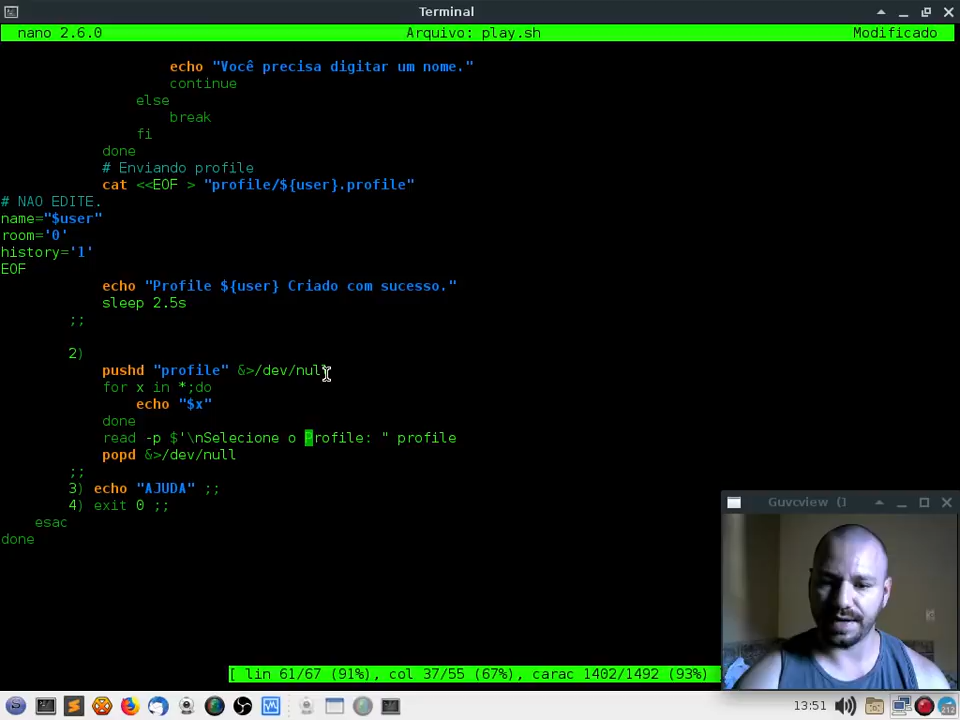 Terminal
nano 2.6.0 Arquivo: play.sh Modificado
echo "Você precisa digitar um nome."
continue
else
break
fi
done
# Enviando profile
cat <<EOF > "profile/${user}.profile"
# NAO EDITE.
name="$user"
room='0'
history='1'
EOF
echo "Profile ${user} Criado com sucesso."
sleep 2.5s
;;
2)
pushd "profile" &>/dev/null
for x in *;do
echo "$x"
done
read -p $'\nSelecione o Profile: " profile
popd &>/dev/null
;;
3) echo "AJUDA" ;;
4) exit 0 ;;
esac
done
Guvcview ()
[ lin 61/67 (91%), col 37/55 (67%), carac 1402/1492 (93%)
13:51
212